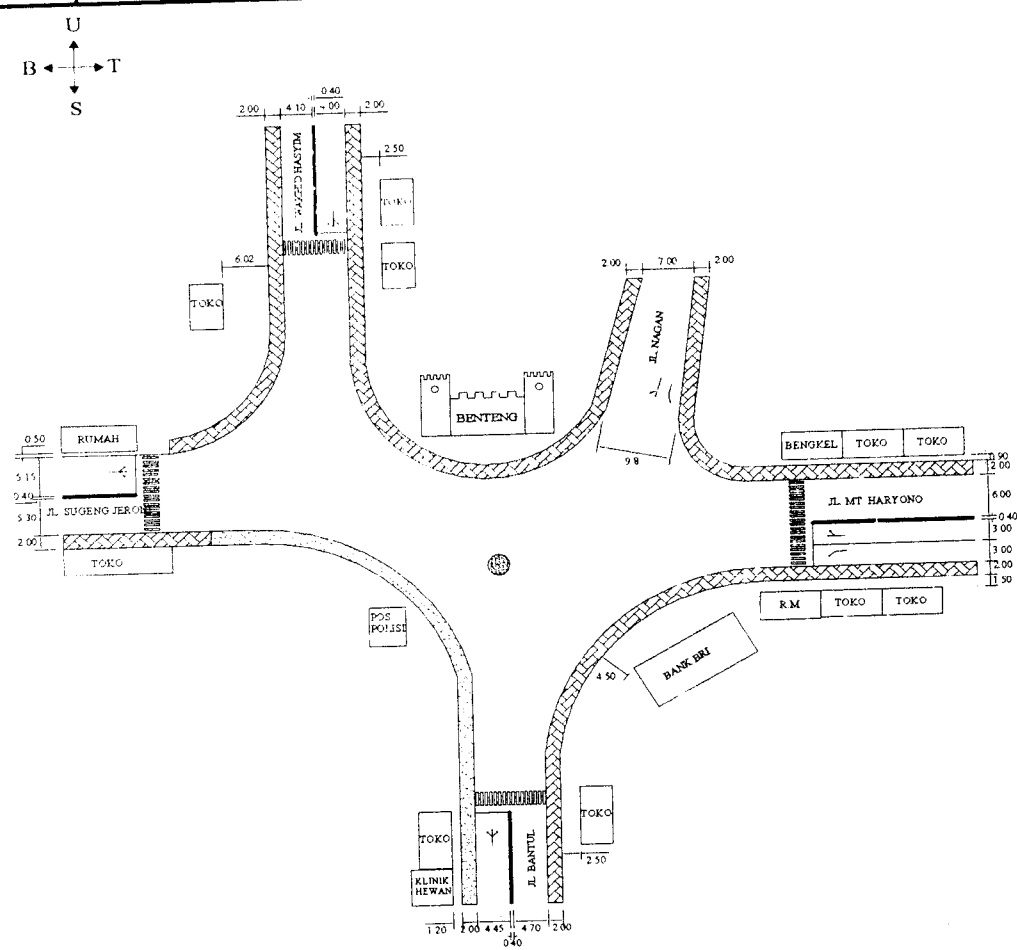 U
B T
S
0.40
2.00 4.10 4.00 2.00
JL WAKHID HASYIM
2.50
TOKO
TOKO
6.02
TOKO
2.00 7.00 2.00
JL. NAGAN
BENTENG
9.8
0.50
RUMAH
5.15
0.40
JL. SUGENG JEROM
5.30
2.00
TOKO
BENGKEL TOKO TOKO
0.90
2.00
JL. MT HARYONO
6.00
0.40
3.00
3.00
2.00
1.50
R.M TOKO TOKO
POS
POLISI
BANK BRI
4.50
TOKO
TOKO
JL BANTUL
2.50
KLINIK
HEWAN
1.20 2.00 4.45 4.70 2.00
0.40